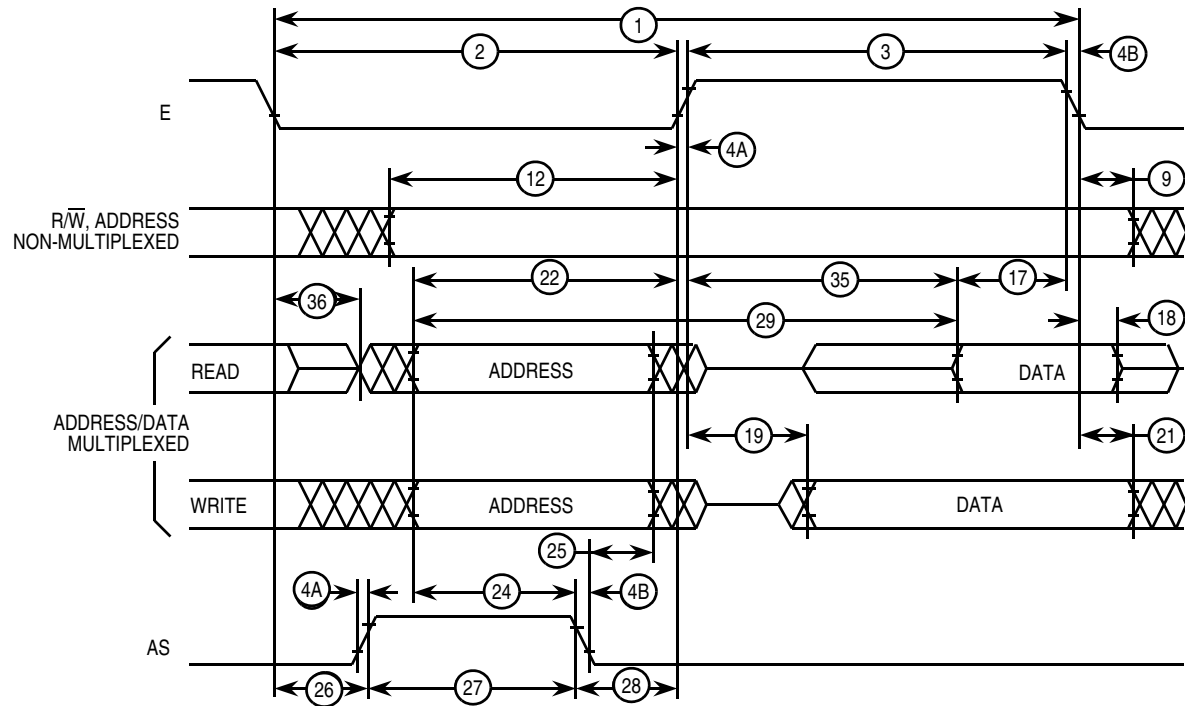 1
2
3
4B
E
4A
12
9
R/W̅, ADDRESS
NON-MULTIPLEXED
22
35
17
36
29
18
READ
ADDRESS
DATA
ADDRESS/DATA
MULTIPLEXED
19
21
WRITE
ADDRESS
DATA
25
4A
24
4B
AS
26
27
28